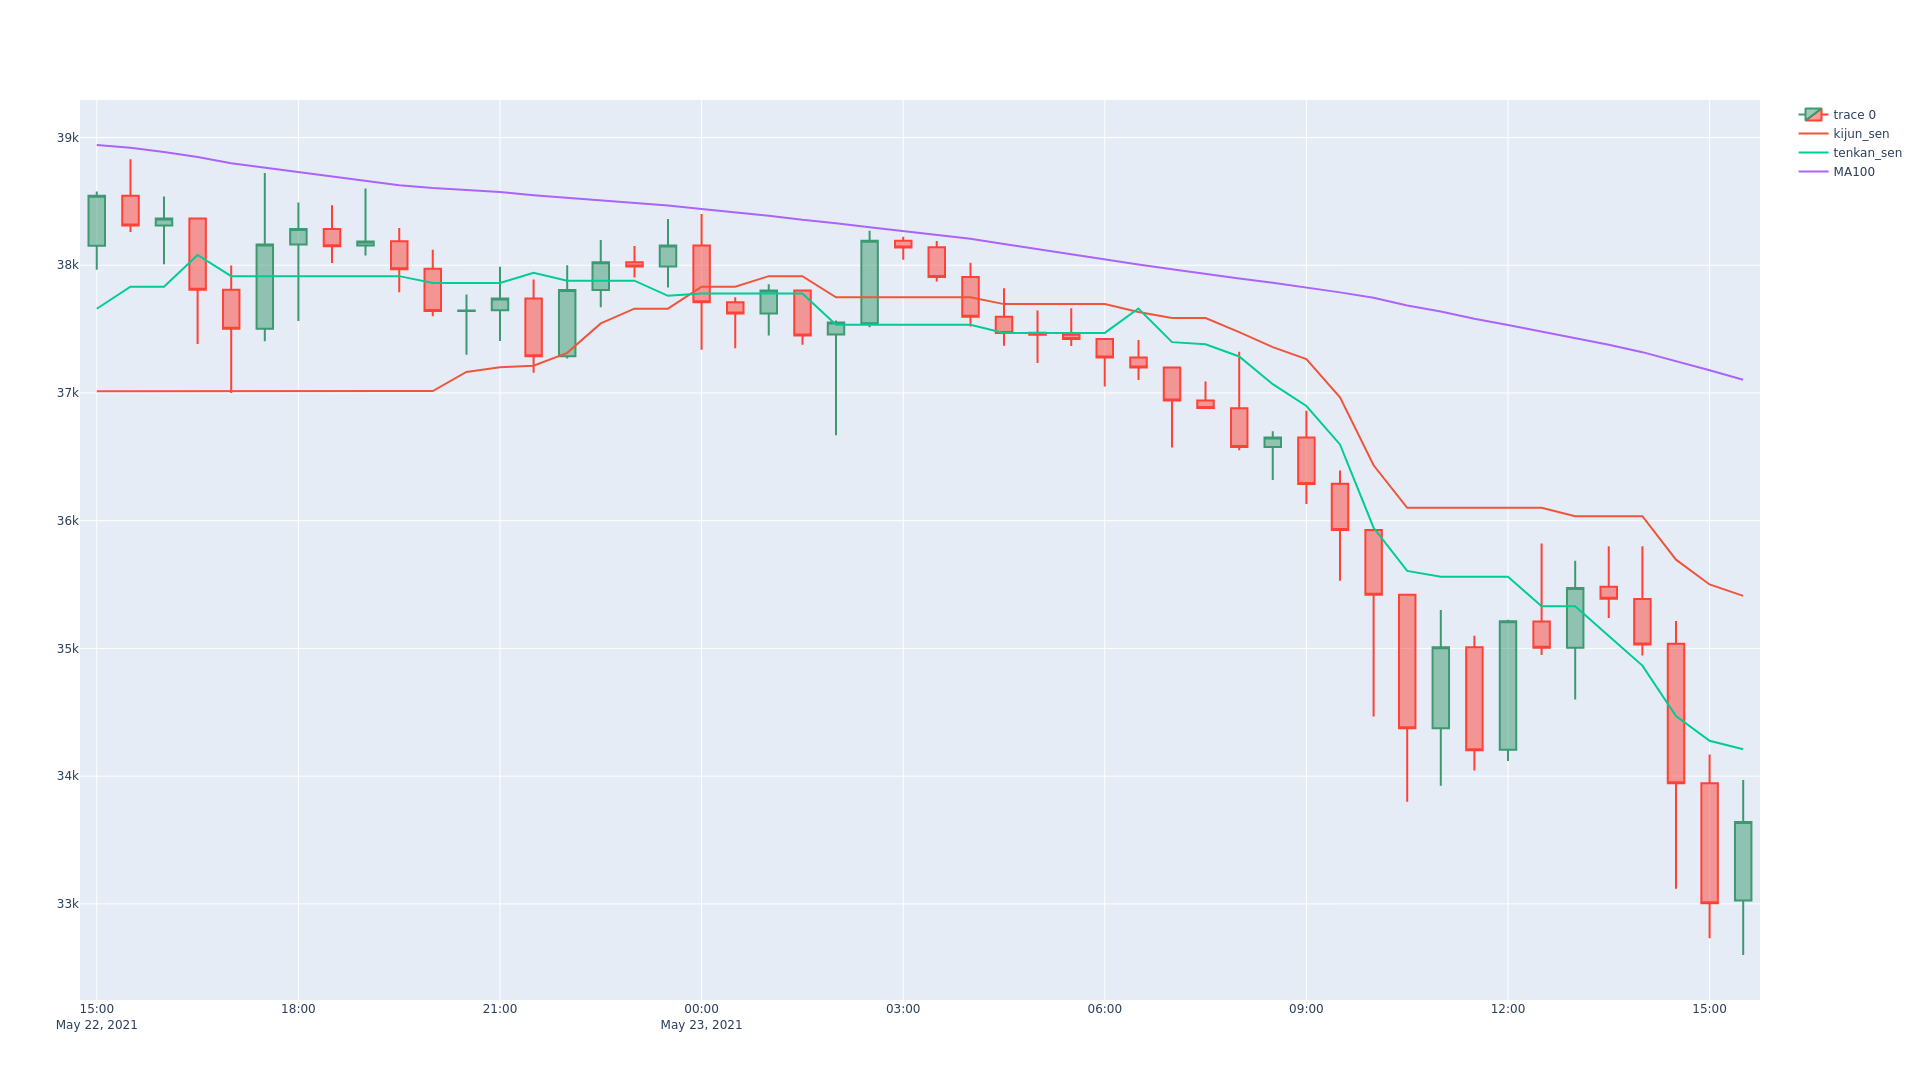 39k
38k
37k
36k
35k
34k
33k
15:00
May 22, 2021
18:00
21:00
00:00
May 23, 2021
03:00
06:00
09:00
12:00
15:00
trace 0
kijun_sen
tenkan_sen
MA100